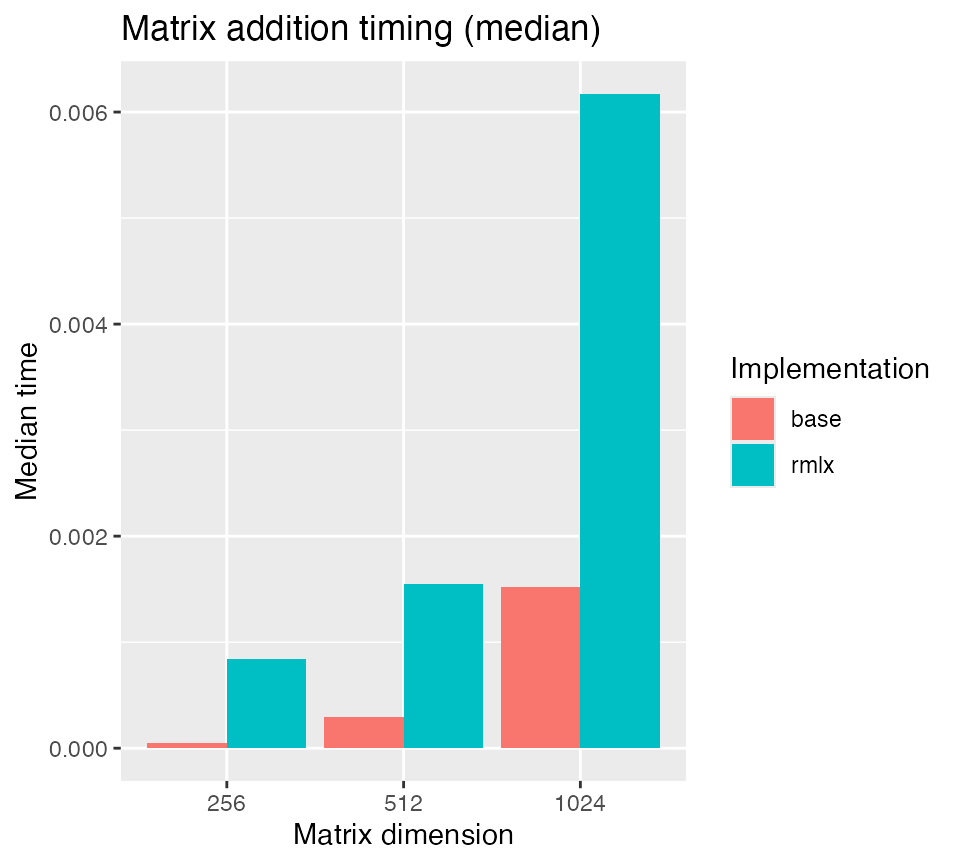 Matrix addition timing (median)
0.006
0.004
0.002
0.000
Median time
256 512 1024
Matrix dimension
Implementation
base
rmlx